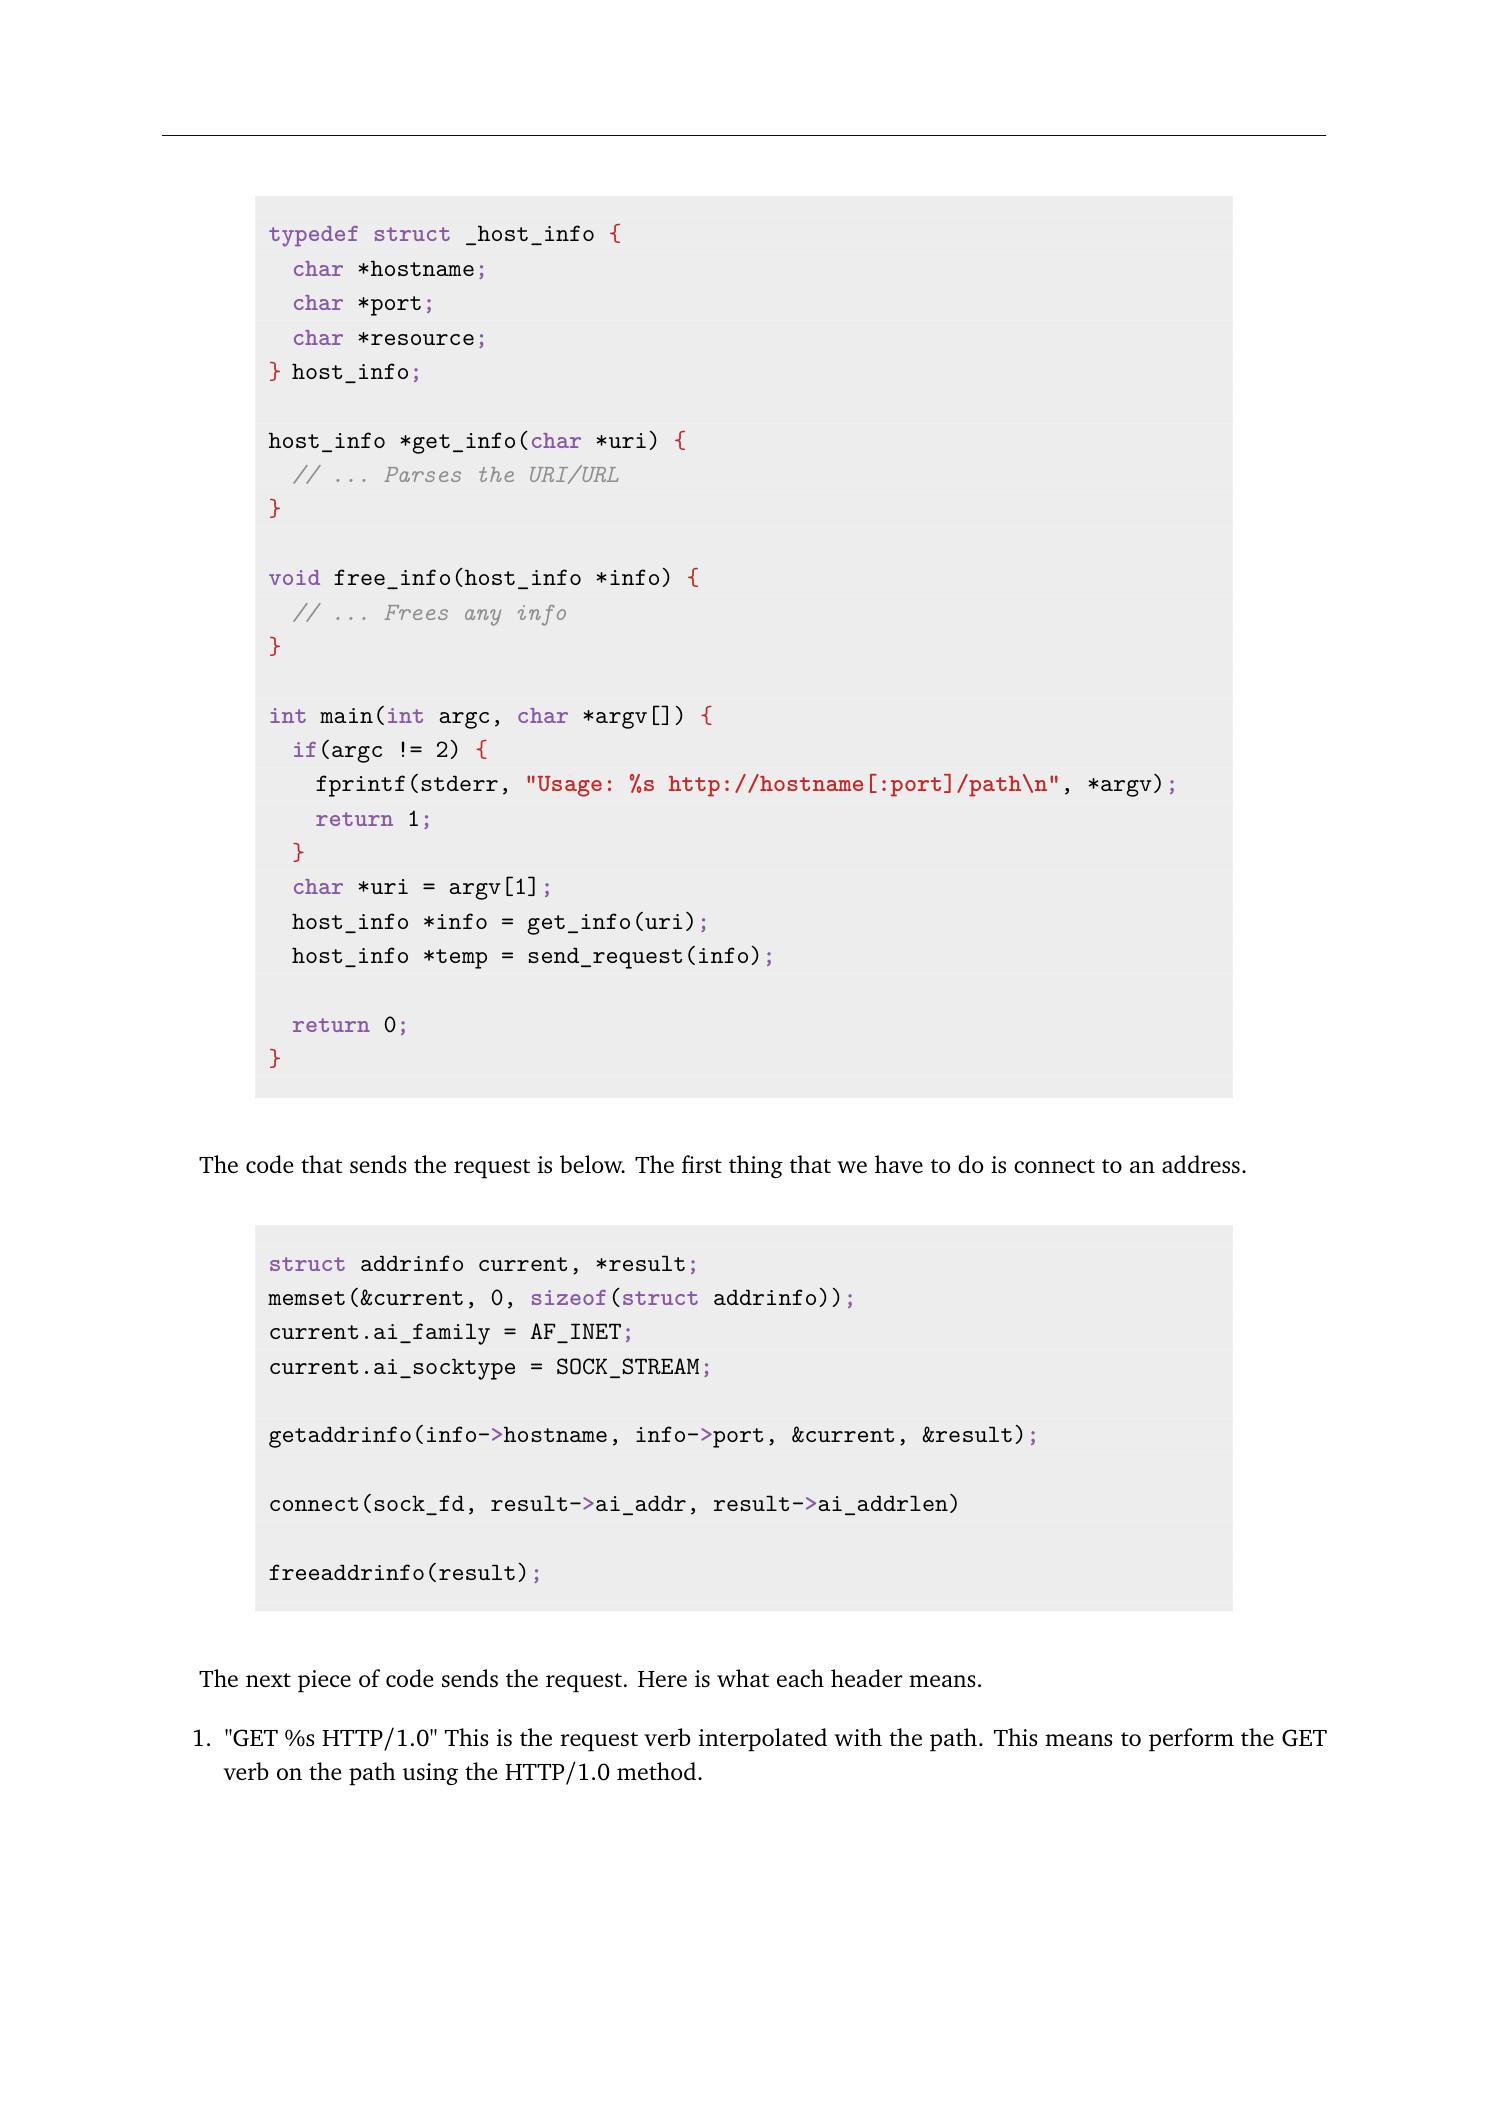 typedef struct _host_info {
  char *hostname;
  char *port;
  char *resource;
} host_info;

host_info *get_info(char *uri) {
  // ... Parses the URI/URL
}

void free_info(host_info *info) {
  // ... Frees any info
}

int main(int argc, char *argv[]) {
  if(argc != 2) {
    fprintf(stderr, "Usage: %s http://hostname[:port]/path\n", *argv);
    return 1;
  }
  char *uri = argv[1];
  host_info *info = get_info(uri);
  host_info *temp = send_request(info);

  return 0;
}

The code that sends the request is below. The first thing that we have to do is connect to an address.

struct addrinfo current, *result;
memset(&current, 0, sizeof(struct addrinfo));
current.ai_family = AF_INET;
current.ai_socktype = SOCK_STREAM;

getaddrinfo(info->hostname, info->port, &current, &result);

connect(sock_fd, result->ai_addr, result->ai_addrlen)

freeaddrinfo(result);

The next piece of code sends the request. Here is what each header means.

1. "GET %s HTTP/1.0" This is the request verb interpolated with the path. This means to perform the GET
verb on the path using the HTTP/1.0 method.